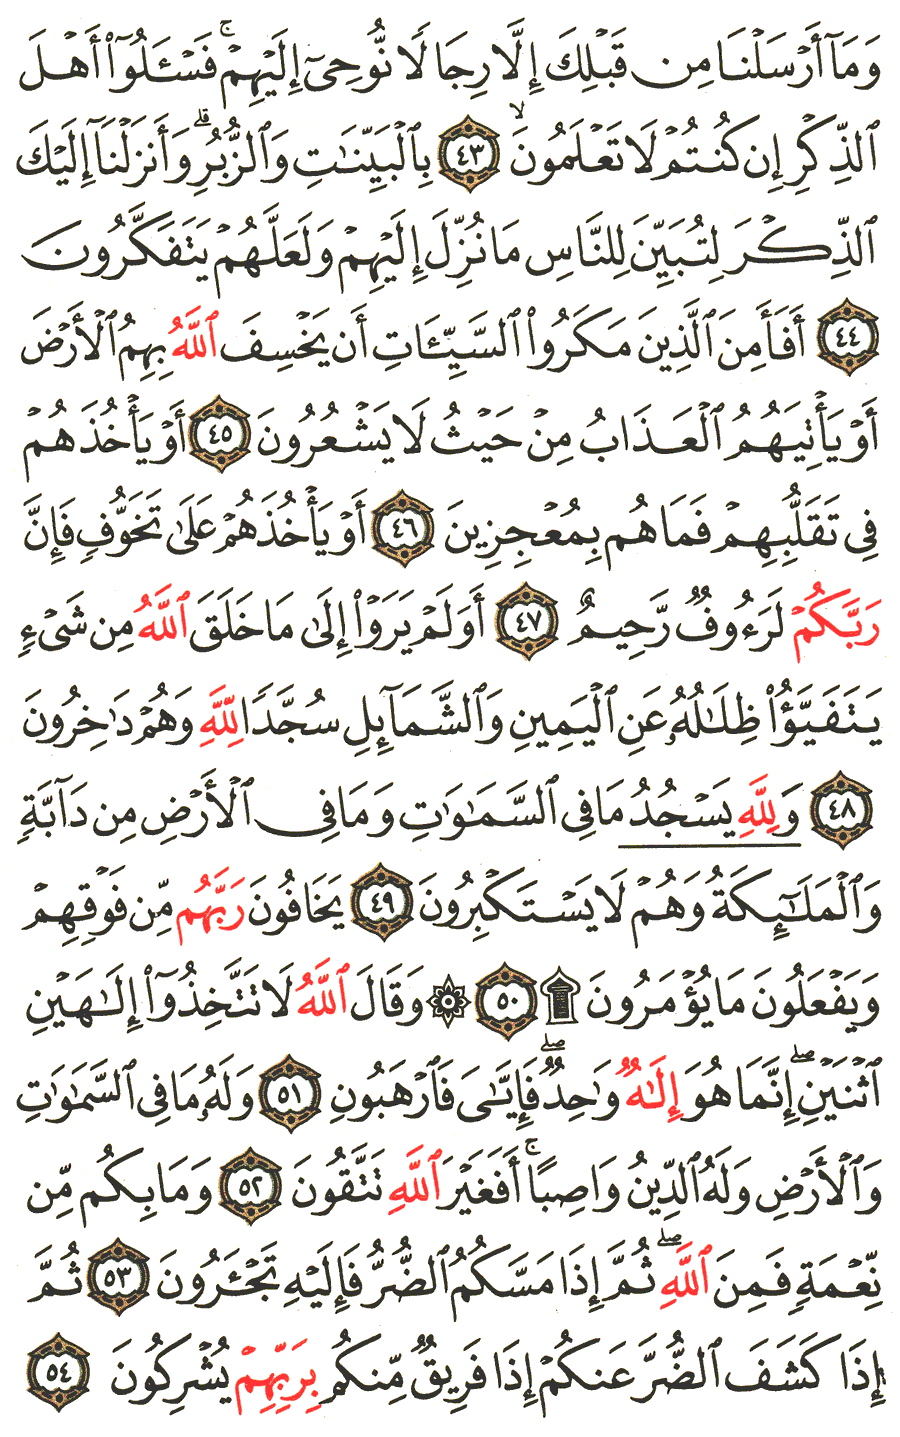 وَمَآ أَرْسَلْنَا مِن قَبْلِكَ إِلَّا رِجَالًا نُّوحِىٓ إِلَيْهِمْ ۚ فَسْـَٔلُوٓا۟ أَهْلَ
ٱلذِّكْرِ إِن كُنتُمْ لَا تَعْلَمُونَ ۙ ٤٣ بِٱلْبَيِّنَـٰتِ وَٱلزُّبُرِ ۗ وَأَنزَلْنَآ إِلَيْكَ
ٱلذِّكْرَ لِتُبَيِّنَ لِلنَّاسِ مَا نُزِّلَ إِلَيْهِمْ وَلَعَلَّهُمْ يَتَفَكَّرُونَ
٤٤ أَفَأَمِنَ ٱلَّذِينَ مَكَرُوا۟ ٱلسَّيِّـَٔاتِ أَن يَخْسِفَ ٱللَّهُ بِهِمُ ٱلْأَرْضَ
أَوْ يَأْتِيَهُمُ ٱلْعَذَابُ مِنْ حَيْثُ لَا يَشْعُرُونَ ٤٥ أَوْ يَأْخُذَهُمْ
فِى تَقَلُّبِهِمْ فَمَا هُم بِمُعْجِزِينَ ٤٦ أَوْ يَأْخُذَهُمْ عَلَىٰ تَخَوُّفٍ فَإِنَّ
رَبَّكُمْ لَرَءُوفٌ رَّحِيمٌ ٤٧ أَوَلَمْ يَرَوْا۟ إِلَىٰ مَا خَلَقَ ٱللَّهُ مِن شَىْءٍ
يَتَفَيَّؤُا۟ ظِلَـٰلُهُۥ عَنِ ٱلْيَمِينِ وَٱلشَّمَآئِلِ سُجَّدًا لِّلَّهِ وَهُمْ دَٰخِرُونَ
٤٨ وَلِلَّهِ يَسْجُدُ مَا فِى ٱلسَّمَـٰوَٰتِ وَمَا فِى ٱلْأَرْضِ مِن دَآبَّةٍ
وَٱلْمَلَـٰٓئِكَةُ وَهُمْ لَا يَسْتَكْبِرُونَ ٤٩ يَخَافُونَ رَبَّهُم مِّن فَوْقِهِمْ
وَيَفْعَلُونَ مَا يُؤْمَرُونَ ۩ ٥٠ ۞ وَقَالَ ٱللَّهُ لَا تَتَّخِذُوٓا۟ إِلَـٰهَيْنِ
ٱثْنَيْنِ ۖ إِنَّمَا هُوَ إِلَـٰهٌ وَٰحِدٌ ۖ فَإِيَّـٰىَ فَٱرْهَبُونِ ٥١ وَلَهُۥ مَا فِى ٱلسَّمَـٰوَٰتِ
وَٱلْأَرْضِ وَلَهُ ٱلدِّينُ وَاصِبًا ۚ أَفَغَيْرَ ٱللَّهِ تَتَّقُونَ ٥٢ وَمَا بِكُم مِّن
نِّعْمَةٍ فَمِنَ ٱللَّهِ ۖ ثُمَّ إِذَا مَسَّكُمُ ٱلضُّرُّ فَإِلَيْهِ تَجْـَٔرُونَ ٥٣ ثُمَّ
إِذَا كَشَفَ ٱلضُّرَّ عَنكُمْ إِذَا فَرِيقٌ مِّنكُم بِرَبِّهِمْ يُشْرِكُونَ ٥٤